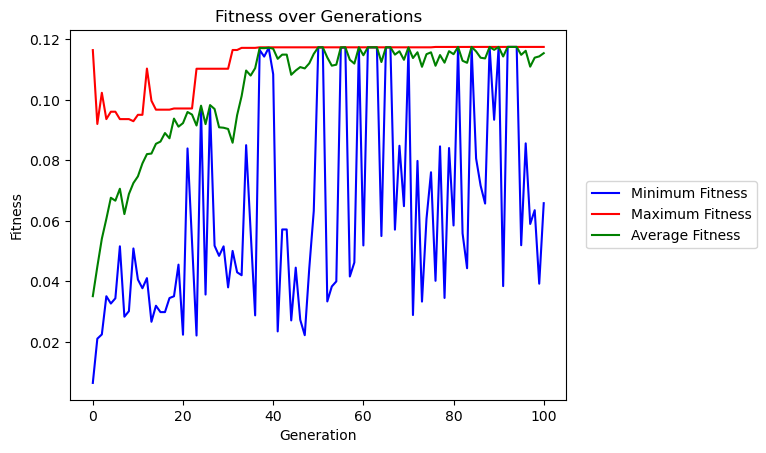 Fitness over Generations
0.12
0.10
0.08
0.06
0.04
0.02
Fitness
0 20 40 60 80 100
Generation
Minimum Fitness
Maximum Fitness
Average Fitness